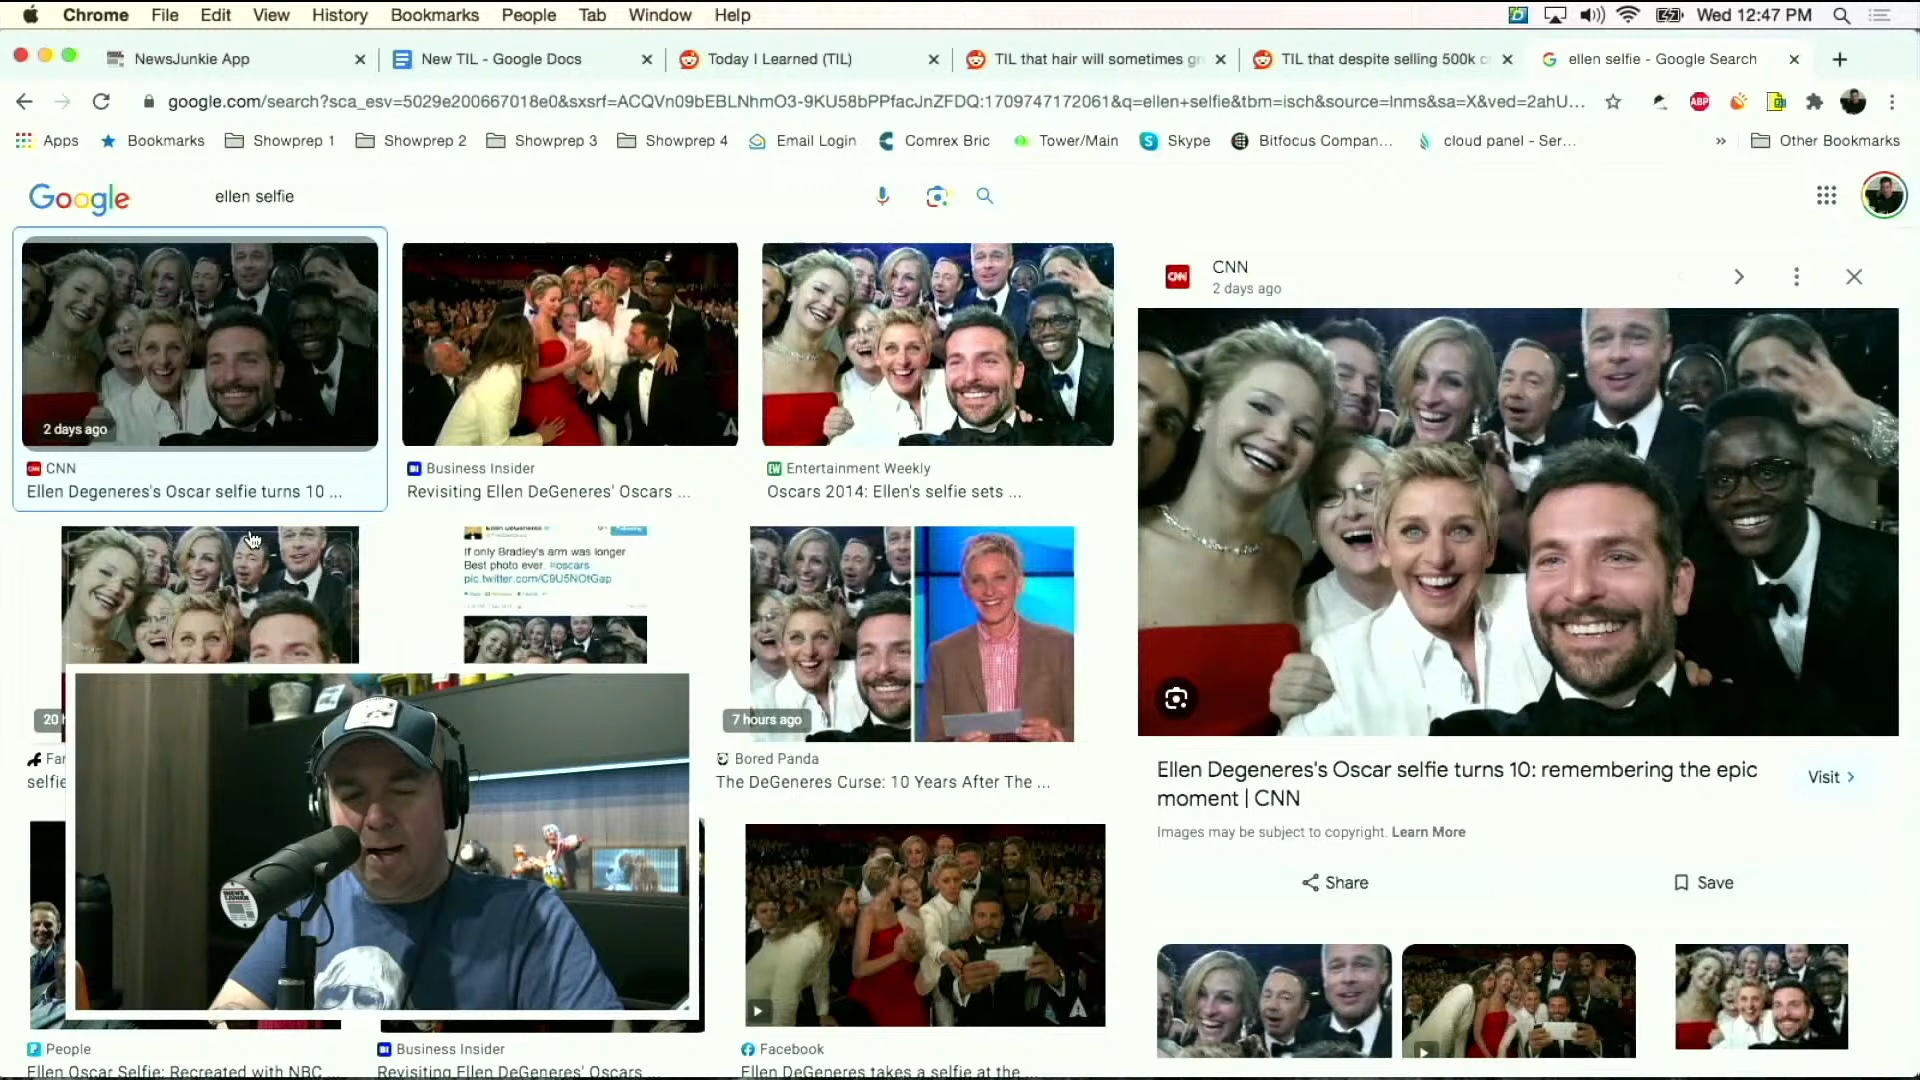 Chrome File Edit View History Bookmarks People Tab Window Help Wed 12:47 PM
NewsJunkie App New TIL - Google Docs Today I Learned (TIL) TIL that hair will sometimes gr TIL that despite selling 500k c ellen selfie - Google Search
google.com/search?sca_esv=5029e200667018e0&sxsrf=ACQVn09bEBLNhmO3-9KU58bPPfacJnZFDQ:1709747172061&q=ellen+selfie&tbm=isch&source=lnms&sa=X&ved=2ahU...
ABP
Apps Bookmarks Showprep 1 Showprep 2 Showprep 3 Showprep 4 Email Login Comrex Bric Tower/Main Skype Bitfocus Compan... cloud panel - Ser... » Other Bookmarks
Google ellen selfie
2 days ago
CNN
Ellen Degeneres's Oscar selfie turns 10 ...
Business Insider
Revisiting Ellen DeGeneres' Oscars ...
Entertainment Weekly
Oscars 2014: Ellen's selfie sets ...
If only Bradley's arm was longer
Best photo ever. #oscars
pic.twitter.com/C9U5NOtGap
20 h
selfie
7 hours ago
Bored Panda
The DeGeneres Curse: 10 Years After The ...
People
Ellen Oscar Selfie: Recreated with NBC ...
Business Insider
Revisiting Ellen DeGeneres' Oscars ...
Facebook
Ellen DeGeneres takes a selfie at the ...
CNN
CNN
2 days ago
Ellen Degeneres's Oscar selfie turns 10: remembering the epic
moment | CNN
Visit
Images may be subject to copyright. Learn More
Share Save